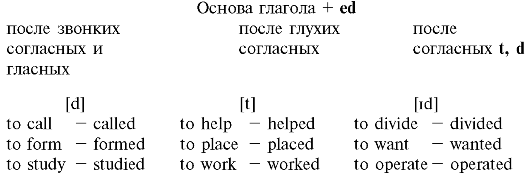 Основа глагола + ed
после звонких после глухих после
согласных и согласных согласных t, d
гласных
[d] [t] [ɪd]
to call – called to help – helped to divide – divided
to form – formed to place – placed to want – wanted
to study – studied to work – worked to operate – operated